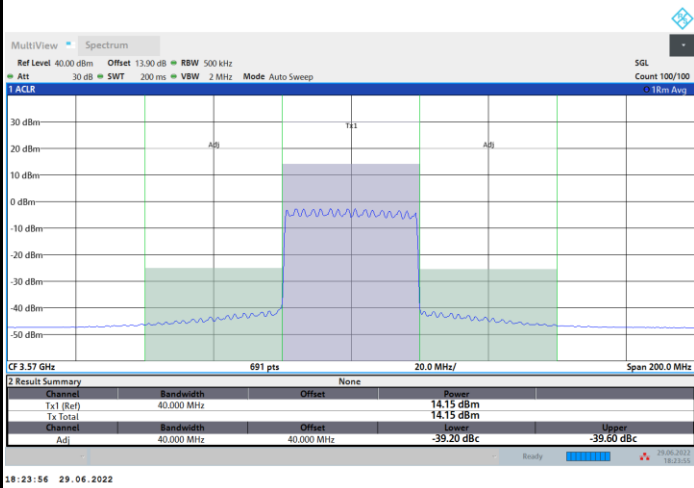 MultiView Spectrum
Ref Level 40.00 dBm Offset 13.90 dB RBW 500 kHz SGL
Att 30 dB SWT 200 ms VBW 2 MHz Mode Auto Sweep Count 100/100
1 ACLR 1Rm Avg
30 dBm
Tx1
20 dBm
Adj Adj
10 dBm
0 dBm
-10 dBm
-20 dBm
-30 dBm
-40 dBm
-50 dBm
CF 3.57 GHz 691 pts 20.0 MHz/ Span 200.0 MHz
2 Result Summary None
Channel Bandwidth Offset Power
Tx1 (Ref) 40.000 MHz 14.15 dBm
Tx Total 14.15 dBm
Channel Bandwidth Offset Lower Upper
Adj 40.000 MHz 40.000 MHz -39.20 dBc -39.60 dBc
Ready 29.06.2022
18:23:55
18:23:56 29.06.2022